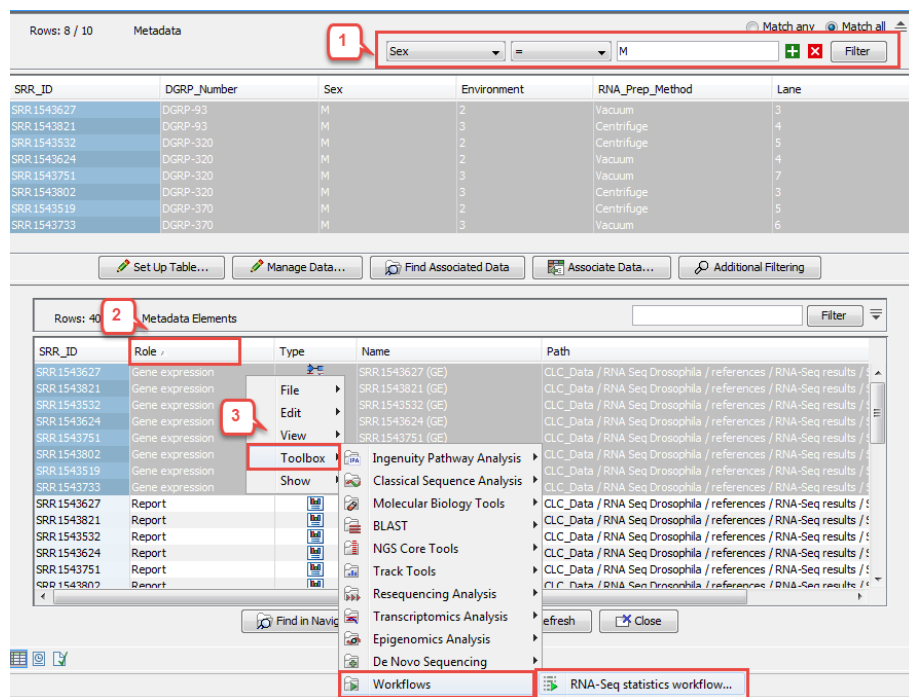 Rows: 8 / 10 Metadata Match any Match all
1
Sex = M Filter
SRR_ID DGRP_Number Sex Environment RNA_Prep_Method Lane
SRR1543627 DGRP-93 M 2 Vacuum 3
SRR1543821 DGRP-93 M 3 Centrifuge 4
SRR1543532 DGRP-320 M 2 Centrifuge 5
SRR1543624 DGRP-320 M 2 Vacuum 4
SRR1543751 DGRP-320 M 3 Vacuum 7
SRR1543802 DGRP-320 M 3 Centrifuge 3
SRR1543519 DGRP-370 M 2 Centrifuge 5
SRR1543733 DGRP-370 M 3 Vacuum 6
Set Up Table... Manage Data... Find Associated Data Associate Data... Additional Filtering
Rows: 40 2 Metadata Elements Filter
SRR_ID Role Type Name Path
SRR1543627 Gene expression SRR1543627 (GE) CLC_Data / RNA Seq Drosophila / references / RNA-Seq results /
SRR1543821 Gene expression File SRR1543821 (GE) CLC_Data / RNA Seq Drosophila / references / RNA-Seq results /
SRR1543532 Gene expression Edit SRR1543532 (GE) CLC_Data / RNA Seq Drosophila / references / RNA-Seq results /
3
SRR1543624 Gene expression SRR1543624 (GE) CLC_Data / RNA Seq Drosophila / references / RNA-Seq results /
SRR1543751 Gene expression View SRR1543751 (GE) CLC_Data / RNA Seq Drosophila / references / RNA-Seq results /
SRR1543802 Gene expression Toolbox Ingenuity Pathway Analysis CLC_Data / RNA Seq Drosophila / references / RNA-Seq results /
SRR1543519 Gene expression Show Classical Sequence Analysis CLC_Data / RNA Seq Drosophila / references / RNA-Seq results /
SRR1543733 Gene expression CLC_Data / RNA Seq Drosophila / references / RNA-Seq results /
SRR1543627 Report Molecular Biology Tools CLC_Data / RNA Seq Drosophila / references / RNA-Seq results /
SRR1543821 Report BLAST CLC_Data / RNA Seq Drosophila / references / RNA-Seq results /
SRR1543532 Report NGS Core Tools CLC_Data / RNA Seq Drosophila / references / RNA-Seq results /
SRR1543624 Report CLC_Data / RNA Seq Drosophila / references / RNA-Seq results /
SRR1543751 Report Track Tools CLC_Data / RNA Seq Drosophila / references / RNA-Seq results /
SRR1543802 Report Resequencing Analysis CLC_Data / RNA Seq Drosophila / references / RNA-Seq results /
Find in Navig Transcriptomics Analysis efresh Close
Epigenomics Analysis
De Novo Sequencing
Workflows RNA-Seq statistics workflow...